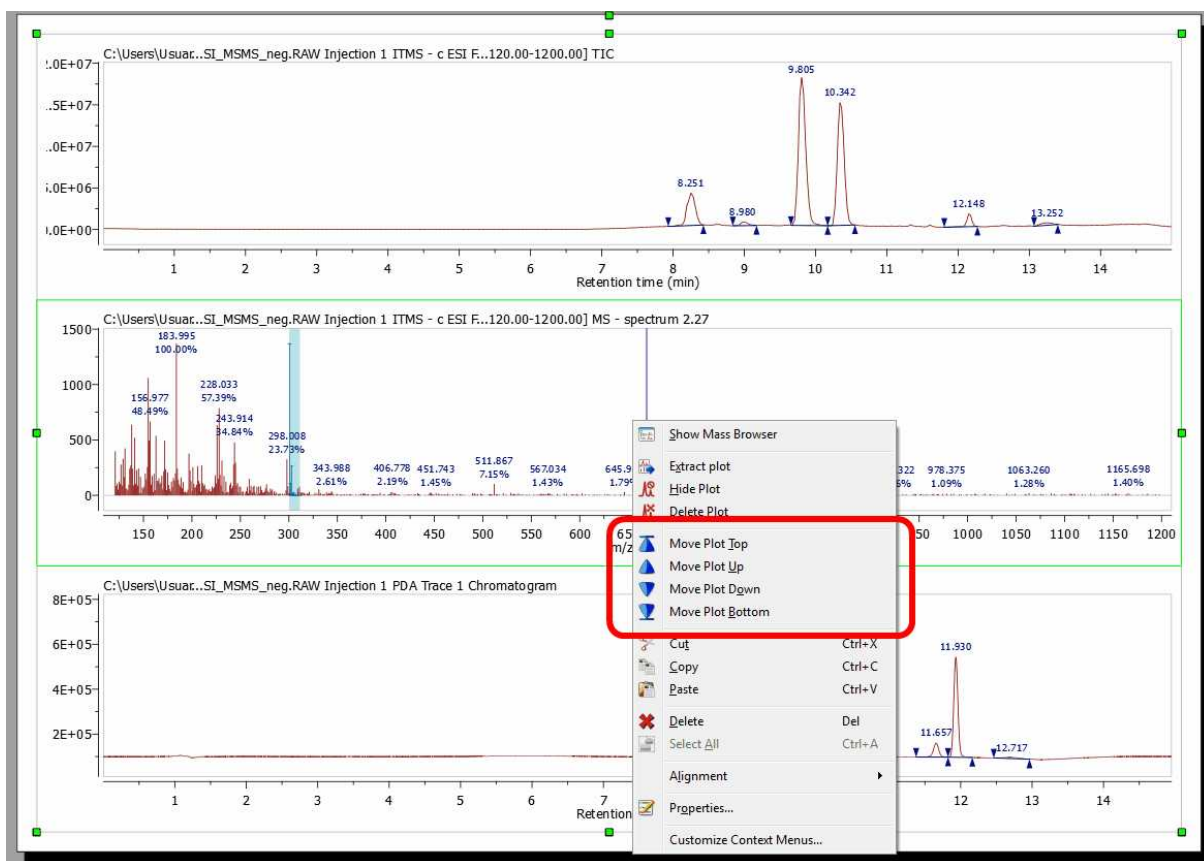 C:\Users\Usuar...SI_MSMS_neg.RAW Injection 1 ITMS - c ESI F...120.00-1200.00] TIC
.0E+07
.5E+07
.0E+07
.0E+06
.0E+00
9.805
10.342
8.251
8.980
12.148
13.252
1 2 3 4 5 6 7 8 9 10 11 12 13 14
Retention time (min)
C:\Users\Usuar...SI_MSMS_neg.RAW Injection 1 ITMS - c ESI F...120.00-1200.00] MS - spectrum 2.27
1500
1000
500
0
183.995
100.00%
156.977
48.49%
228.033
57.39%
243.914
34.84%
298.008
23.73%
343.988
2.61%
406.778
2.19%
451.743
1.45%
511.867
7.15%
567.034
1.43%
645.9
1.79
322
978.375
1.09%
1063.260
1.28%
1165.698
1.40%
150 200 250 300 350 400 450 500 550 600 65 50 1000 1050 1100 1150 1200
m/z
C:\Users\Usuar...SI_MSMS_neg.RAW Injection 1 PDA Trace 1 Chromatogram
8E+05
6E+05
4E+05
2E+05
11.930
11.657
12.717
1 2 3 4 5 6 7 12 13 14
Retention
Show Mass Browser
Extract plot
Hide Plot
Delete Plot
Move Plot Top
Move Plot Up
Move Plot Down
Move Plot Bottom
Cut Ctrl+X
Copy Ctrl+C
Paste Ctrl+V
Delete Del
Select All Ctrl+A
Alignment
Properties...
Customize Context Menus...